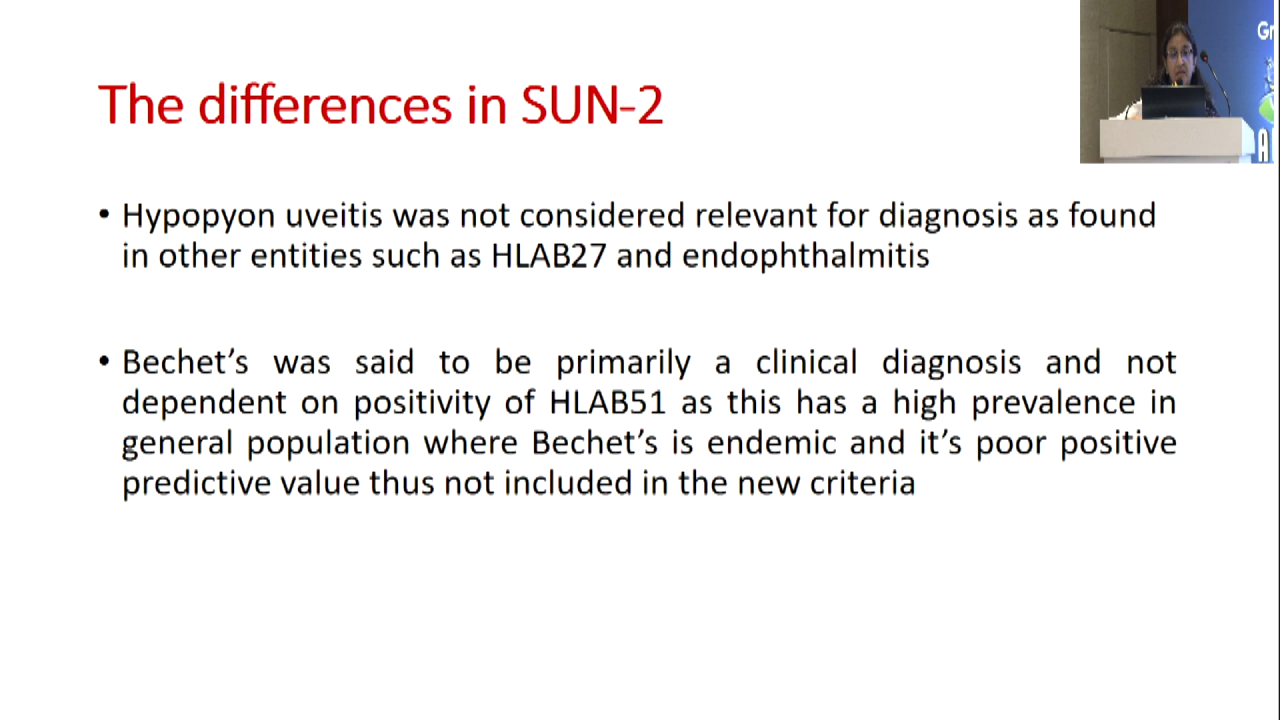 The differences in SUN-2
• Hypopyon uveitis was not considered relevant for diagnosis as found
in other entities such as HLAB27 and endophthalmitis
• Bechet's was said to be primarily a clinical diagnosis and not
dependent on positivity of HLAB51 as this has a high prevalence in
general population where Bechet's is endemic and it's poor positive
predictive value thus not included in the new criteria
Gr
A